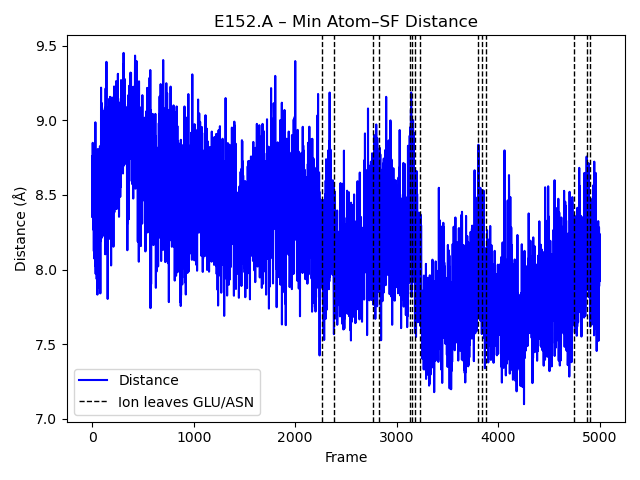 E152.A – Min Atom–SF Distance
Distance (Å)
9.5
9.0
8.5
8.0
7.5
7.0
Distance
Ion leaves GLU/ASN
0 1000 2000 3000 4000 5000
Frame